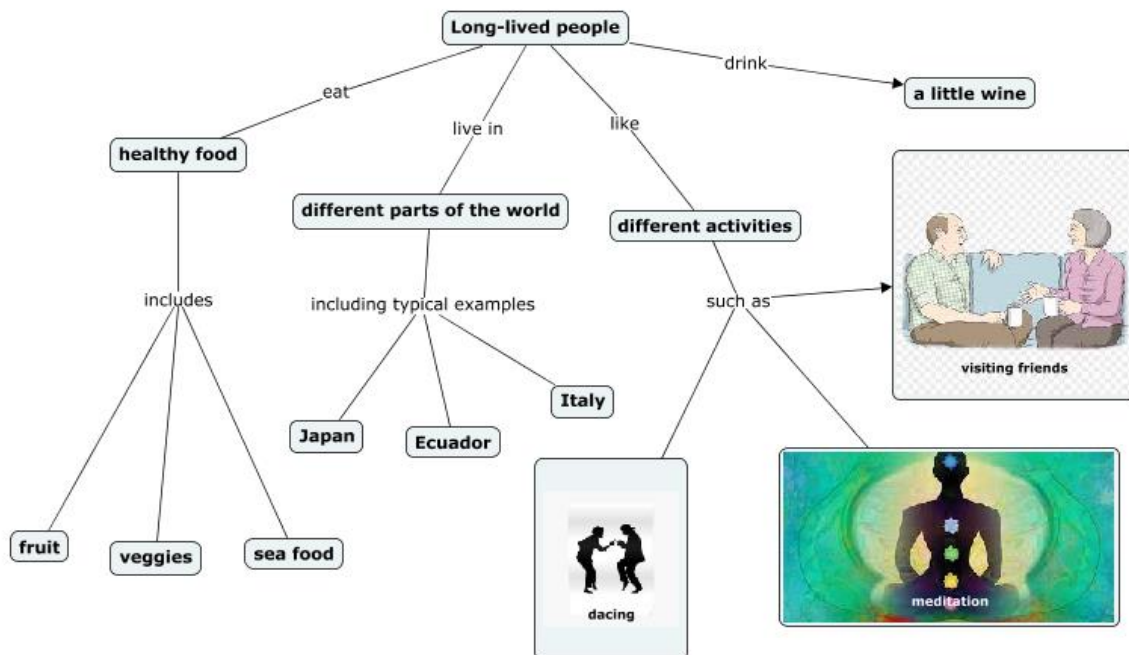 Long-lived people
drink
eat
a little wine
live in
like
healthy food
different parts of the world
different activities
includes
including typical examples
such as
visiting friends
Italy
Japan
Ecuador
fruit
veggies
sea food
dacing
meditation